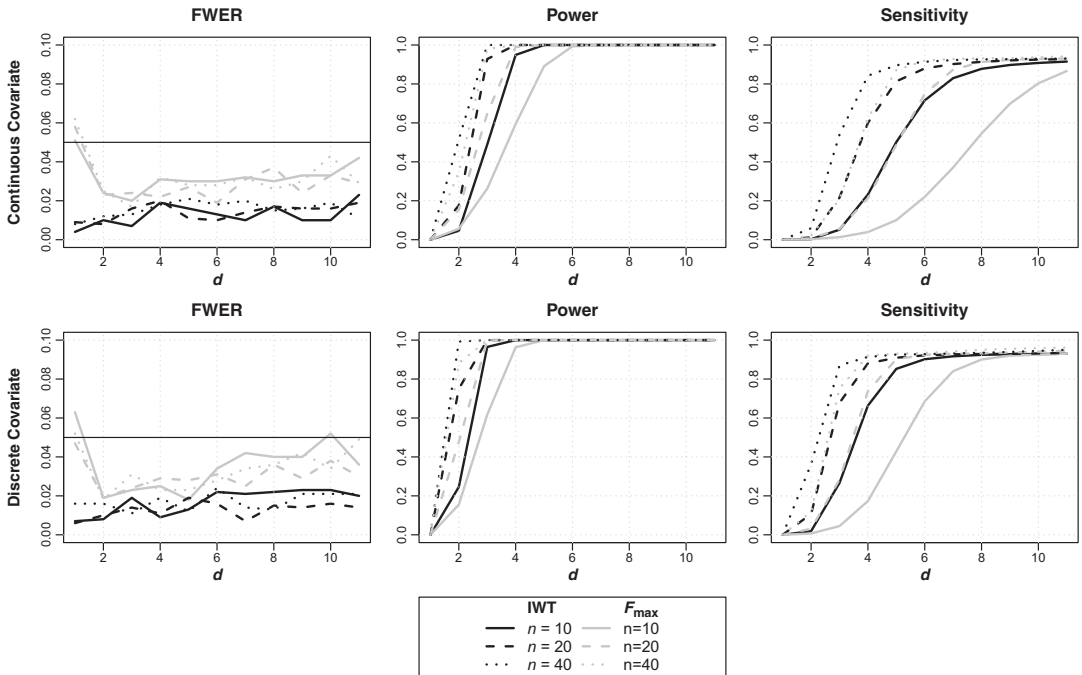 FWER
Power
Sensitivity
Continuous Covariate
0.00 0.02 0.04 0.06 0.08 0.10
0.0 0.2 0.4 0.6 0.8 1.0
0.0 0.2 0.4 0.6 0.8 1.0
2 4 6 8 10
2 4 6 8 10
2 4 6 8 10
d
d
d
FWER
Power
Sensitivity
Discrete Covariate
0.00 0.02 0.04 0.06 0.08 0.10
0.0 0.2 0.4 0.6 0.8 1.0
0.0 0.2 0.4 0.6 0.8 1.0
2 4 6 8 10
2 4 6 8 10
2 4 6 8 10
d
d
d
IWT Fmax
n = 10 n=10
n = 20 n=20
n = 40 n=40